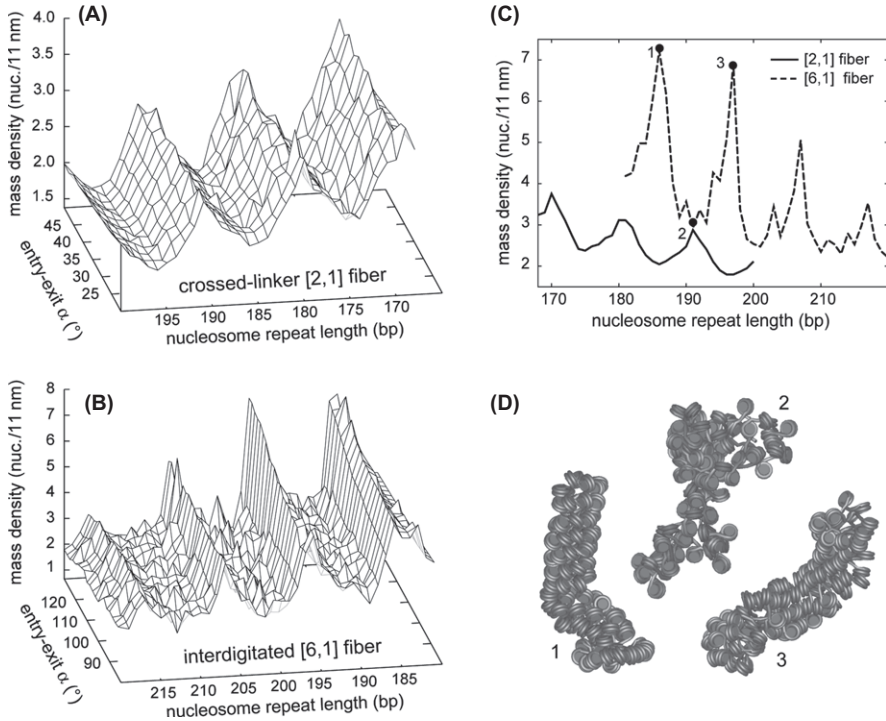 (A)
mass density (nuc./11 nm)
4.0
3.5
3.0
2.5
2.0
1.5
45
40
35
30
25
entry-exit α (°)
crossed-linker [2,1] fiber
195 190 185 180 175 170
nucleosome repeat length (bp)
(B)
mass density (nuc./11 nm)
8
7
6
5
4
3
2
1
120
110
100
90
entry-exit α (°)
interdigitated [6,1] fiber
215 210 205 200 195 190 185
nucleosome repeat length (bp)
(C)
mass density (nuc./11 nm)
7
6
5
4
3
2
1
3
2
[2,1] fiber
[6,1] fiber
170 180 190 200 210
nucleosome repeat length (bp)
(D)
2
1
3